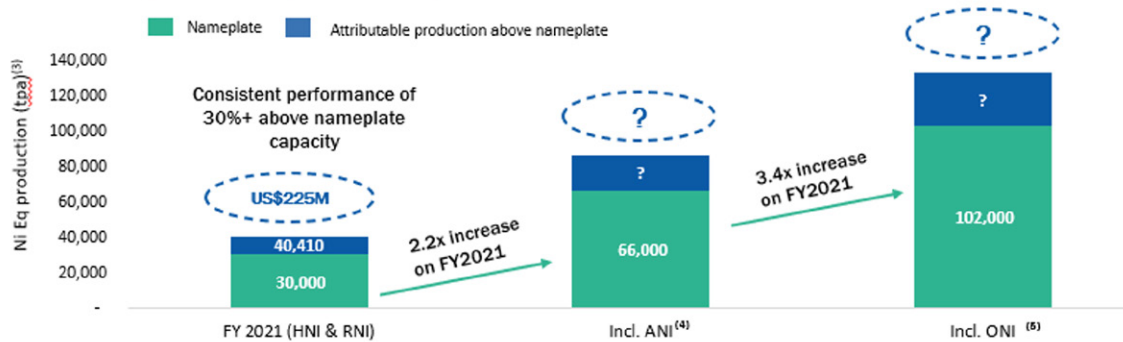 Nameplate
Attributable production above nameplate
Ni Eq production (tpa)(3)
140,000
120,000
100,000
80,000
60,000
40,000
20,000
-
Consistent performance of
30%+ above nameplate
capacity
US$225M
40,410
30,000
2.2x increase
on FY2021
?
?
66,000
3.4x increase
on FY2021
?
?
102,000
FY 2021 (HNI & RNI)
Incl. ANI(4)
Incl. ONI (5)